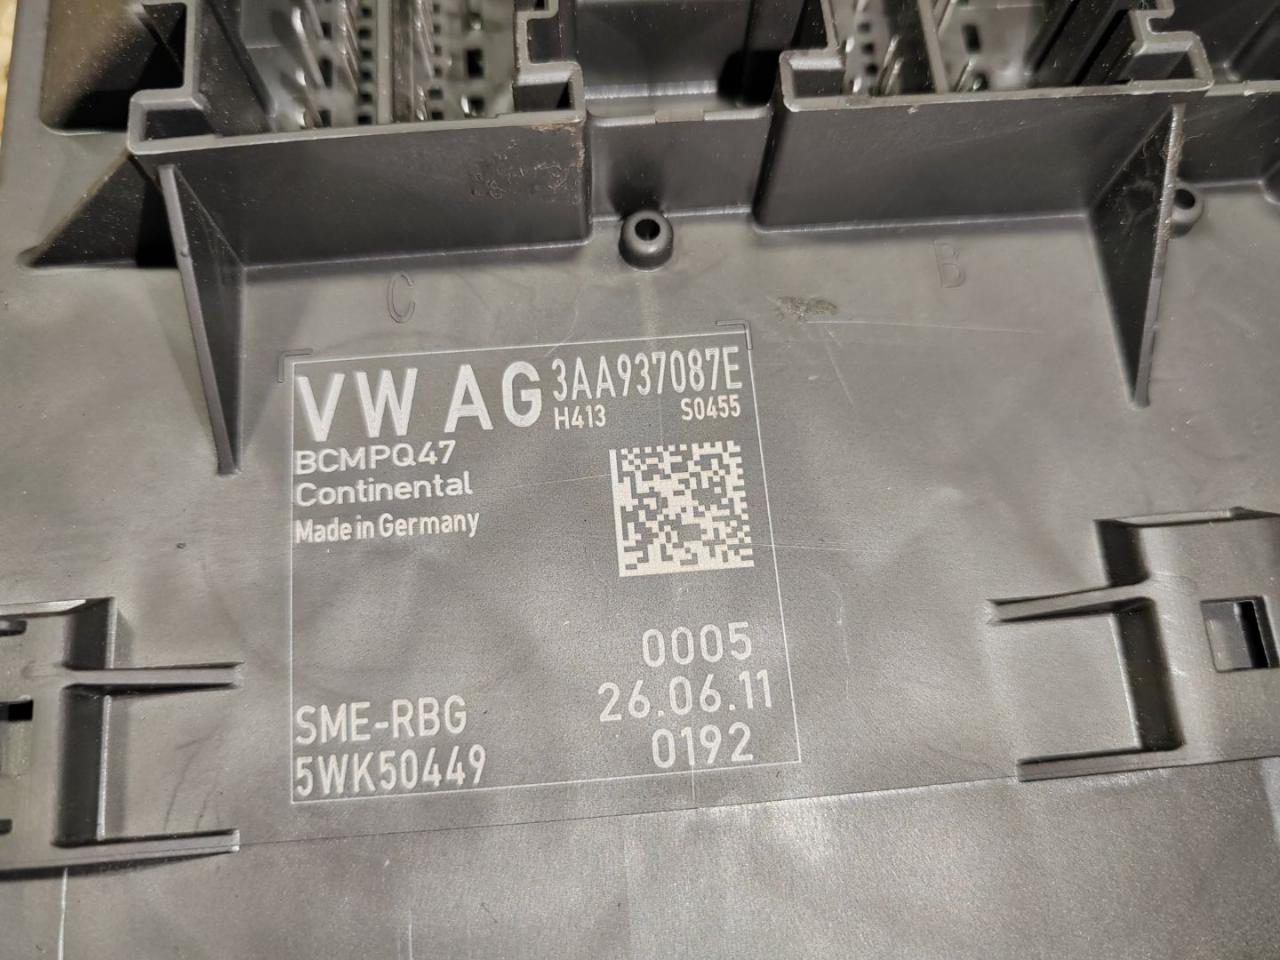 C
B
VW AG 3AA937087E
H413 S0455
BCMPQ47
Continental
Made in Germany
0005
26.06.11
0192
SME-RBG
5WK50449